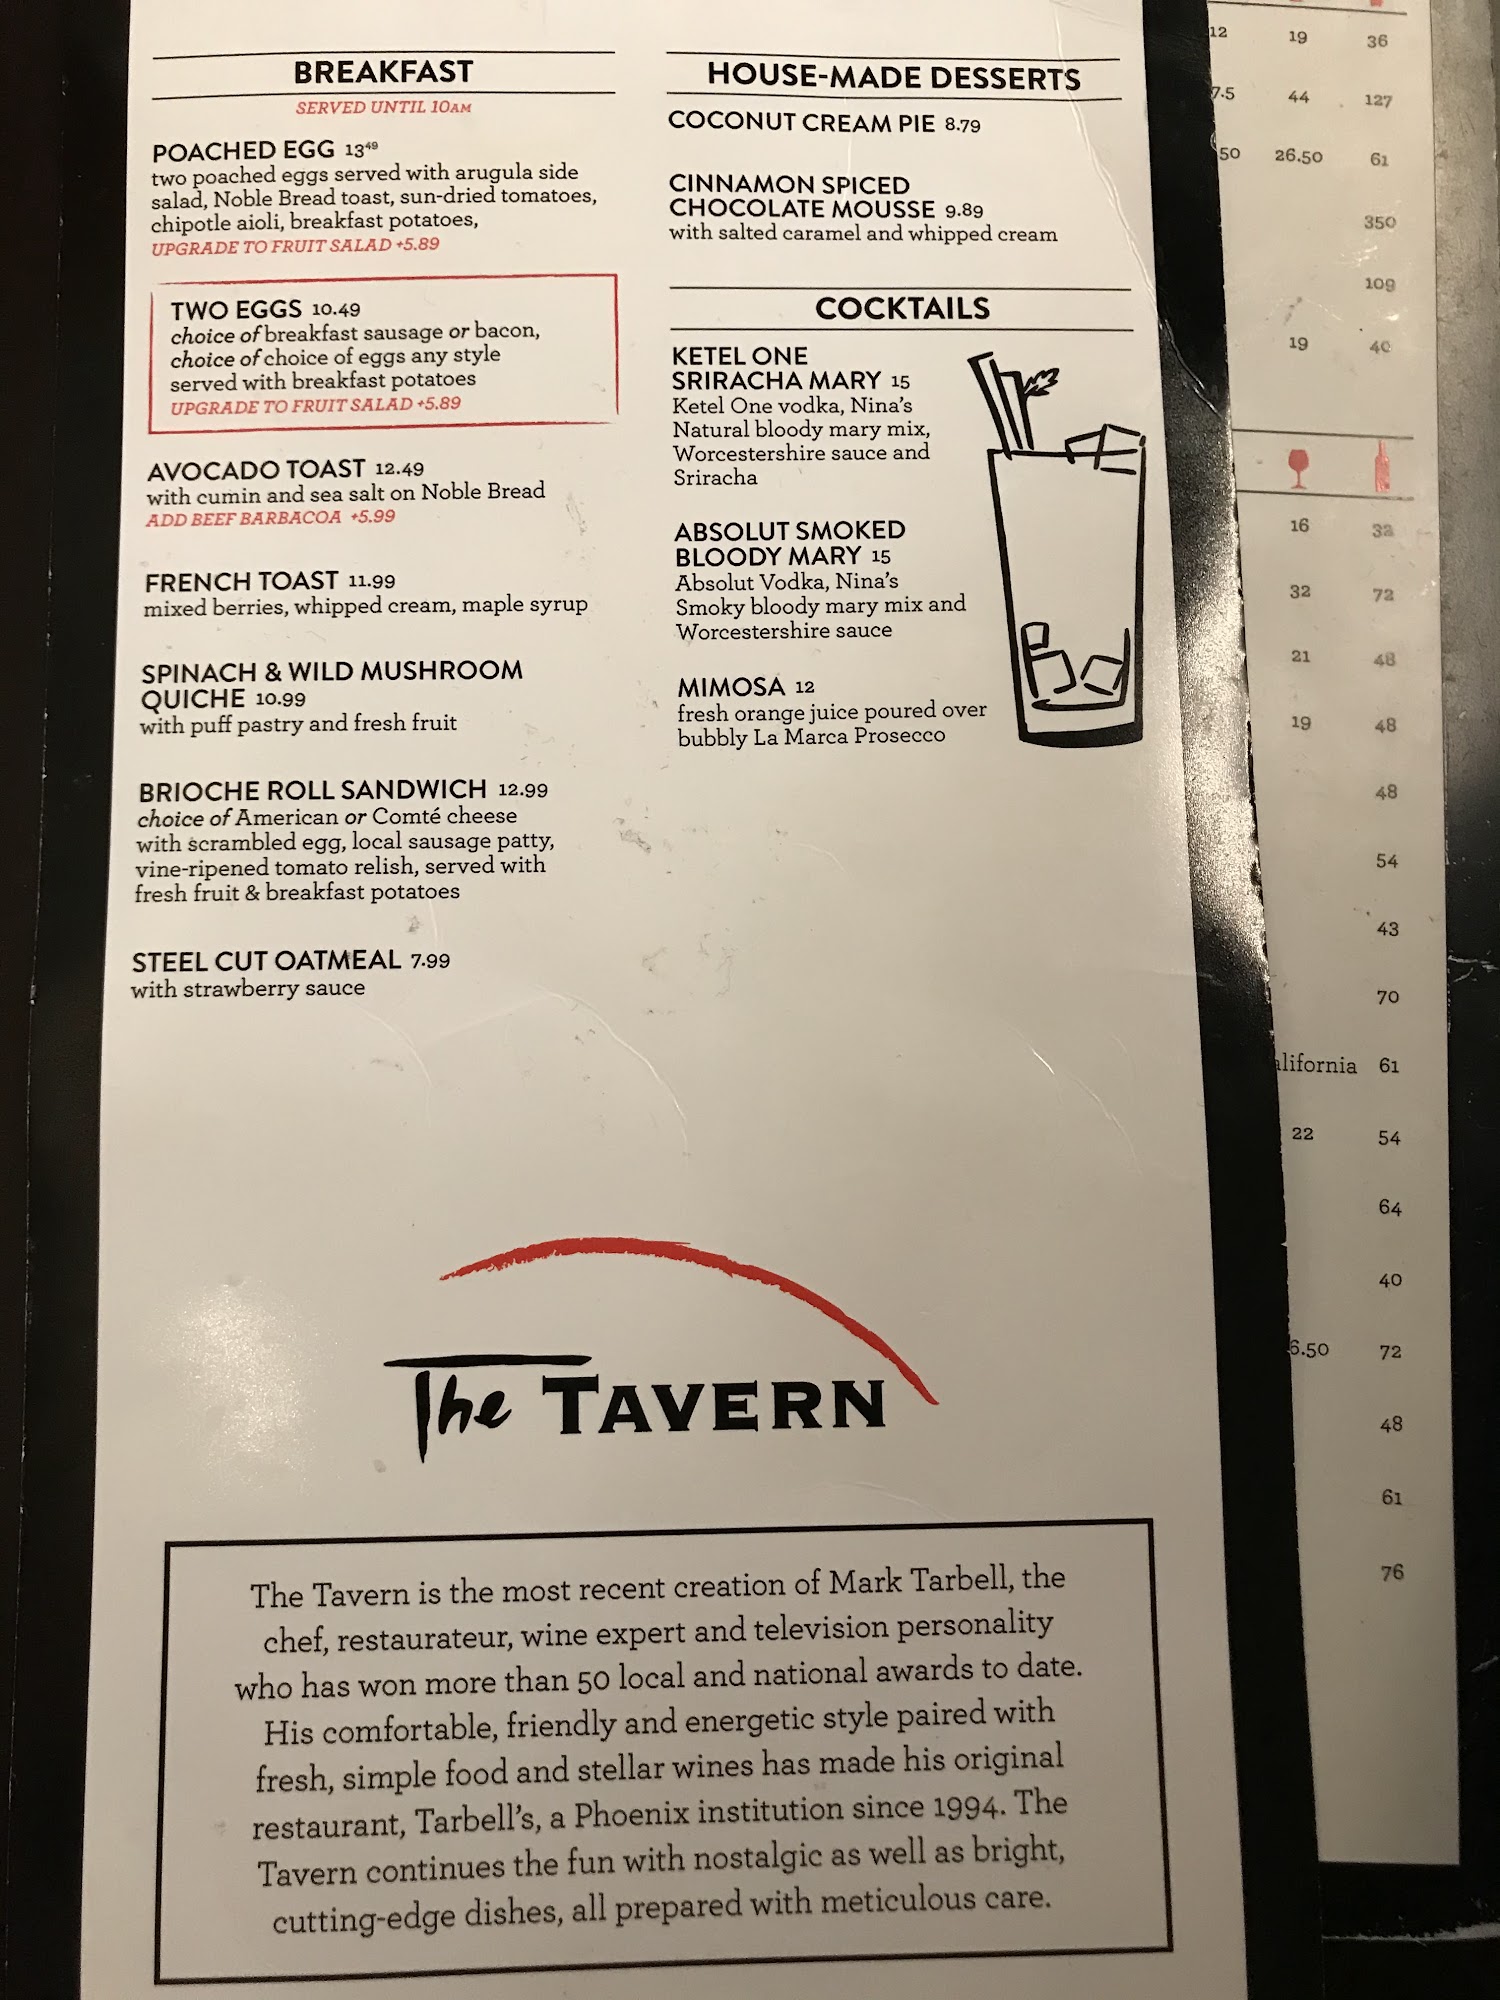 BREAKFAST
SERVED UNTIL 10AM
POACHED EGG 13⁴⁹
two poached eggs served with arugula side
salad, Noble Bread toast, sun-dried tomatoes,
chipotle aioli, breakfast potatoes,
UPGRADE TO FRUIT SALAD +5.89
TWO EGGS 10.49
choice of breakfast sausage or bacon,
choice of choice of eggs any style
served with breakfast potatoes
UPGRADE TO FRUIT SALAD +5.89
AVOCADO TOAST 12.49
with cumin and sea salt on Noble Bread
ADD BEEF BARBACOA +5.99
FRENCH TOAST 11.99
mixed berries, whipped cream, maple syrup
SPINACH & WILD MUSHROOM
QUICHE 10.99
with puff pastry and fresh fruit
BRIOCHE ROLL SANDWICH 12.99
choice of American or Comté cheese
with scrambled egg, local sausage patty,
vine-ripened tomato relish, served with
fresh fruit & breakfast potatoes
STEEL CUT OATMEAL 7.99
with strawberry sauce
HOUSE-MADE DESSERTS
COCONUT CREAM PIE 8.79
CINNAMON SPICED
CHOCOLATE MOUSSE 9.89
with salted caramel and whipped cream
COCKTAILS
KETEL ONE
SRIRACHA MARY 15
Ketel One vodka, Nina's
Natural bloody mary mix,
Worcestershire sauce and
Sriracha
ABSOLUT SMOKED
BLOODY MARY 15
Absolut Vodka, Nina's
Smoky bloody mary mix and
Worcestershire sauce
MIMOSA 12
fresh orange juice poured over
bubbly La Marca Prosecco
The TAVERN
The Tavern is the most recent creation of Mark Tarbell, the
chef, restaurateur, wine expert and television personality
who has won more than 50 local and national awards to date.
His comfortable, friendly and energetic style paired with
fresh, simple food and stellar wines has made his original
restaurant, Tarbell's, a Phoenix institution since 1994. The
Tavern continues the fun with nostalgic as well as bright,
cutting-edge dishes, all prepared with meticulous care.
12 19 36
7.5 44 127
50 26.50 61
350
109
19 40
16 32
32 72
21 48
19 48
48
54
43
70
alifornia 61
22 54
64
40
6.50 72
48
61
76